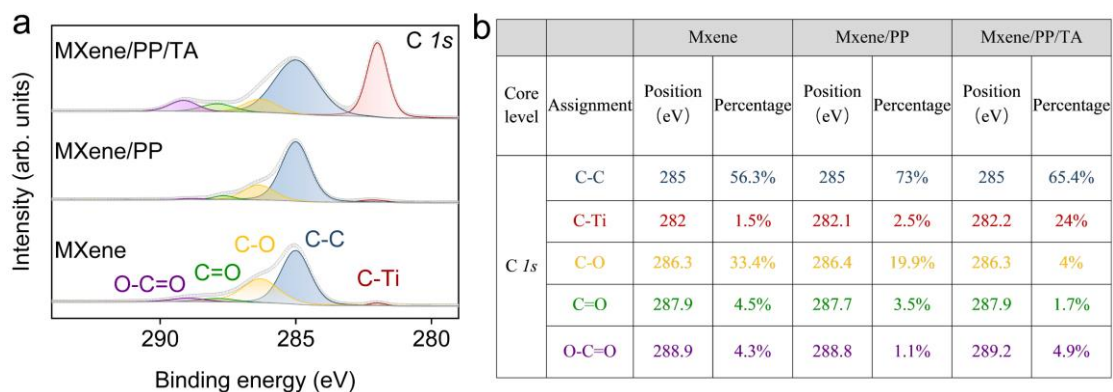 a
C 1s
MXene/PP/TA
MXene/PP
MXene
O-C=O
C=O
C-O
C-C
C-Ti
Intensity (arb. units)
290 285 280
Binding energy (eV)
b
Mxene Mxene/PP Mxene/PP/TA
Core level Assignment Position (eV) Percentage Position (eV) Percentage Position (eV) Percentage
C 1s
C-C 285 56.3% 285 73% 285 65.4%
C-Ti 282 1.5% 282.1 2.5% 282.2 24%
C-O 286.3 33.4% 286.4 19.9% 286.3 4%
C=O 287.9 4.5% 287.7 3.5% 287.9 1.7%
O-C=O 288.9 4.3% 288.8 1.1% 289.2 4.9%